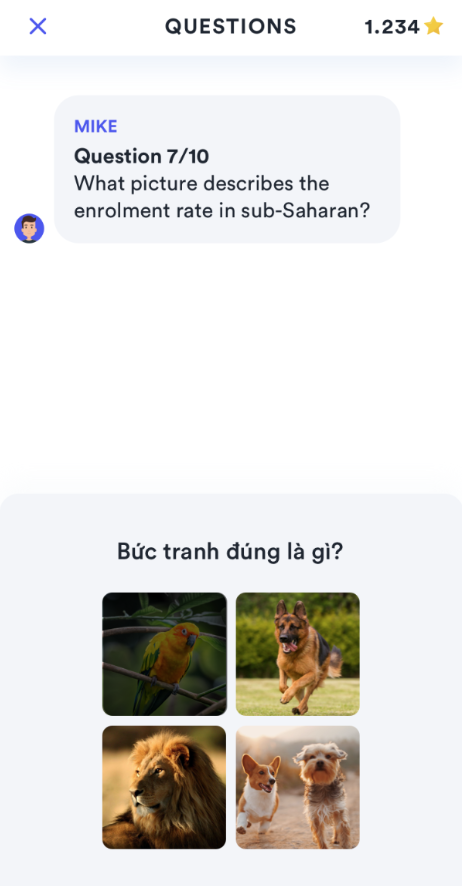 QUESTIONS
1.234
MIKE
Question 7/10
What picture describes the
enrolment rate in sub-Saharan?
Bức tranh đúng là gì?